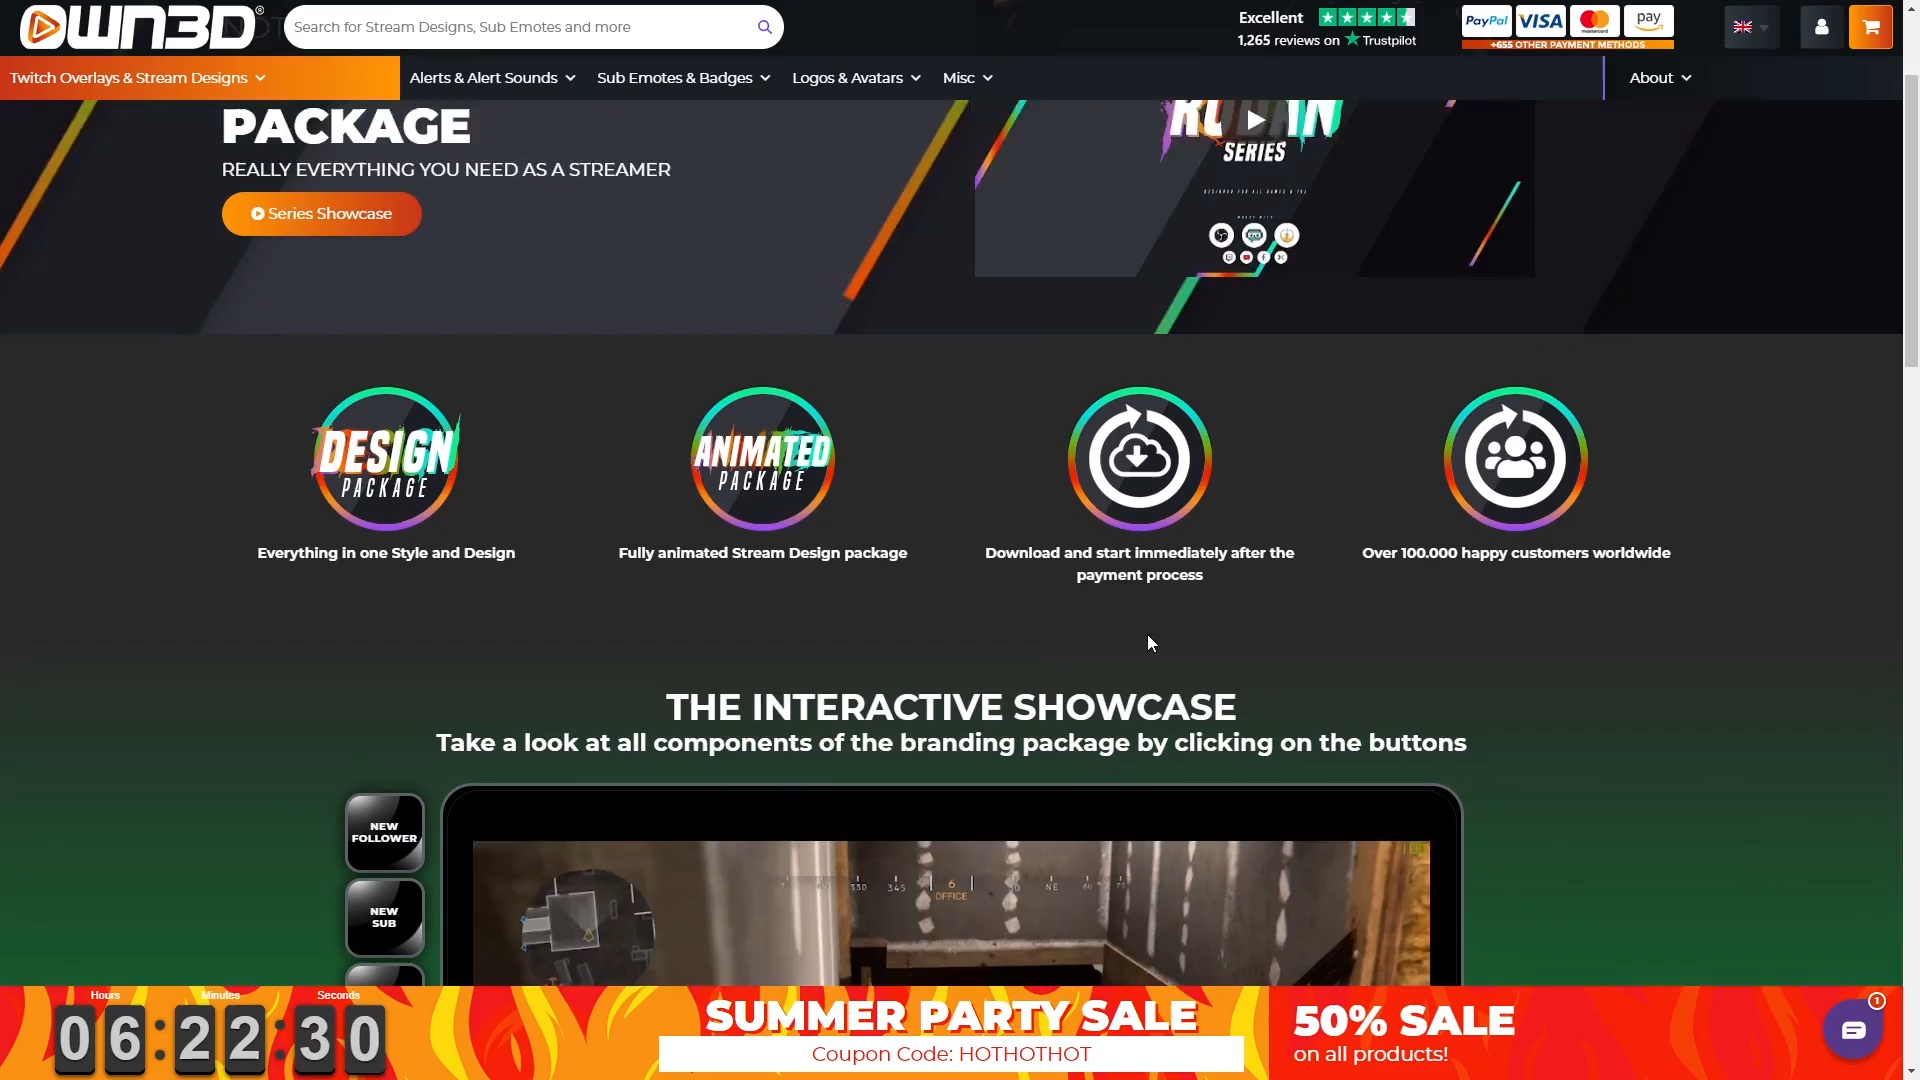 OWN3D®
Search for Stream Designs, Sub Emotes and more
Excellent
1,265 reviews on Trustpilot
PayPal VISA mastercard pay
+655 OTHER PAYMENT METHODS
Twitch Overlays & Stream Designs
Alerts & Alert Sounds
Sub Emotes & Badges
Logos & Avatars
Misc
About
PACKAGE
REALLY EVERYTHING YOU NEED AS A STREAMER
Series Showcase
SERIES
DESIGN
PACKAGE
Everything in one Style and Design
ANIMATED
PACKAGE
Fully animated Stream Design package
Download and start immediately after the
payment process
Over 100.000 happy customers worldwide
THE INTERACTIVE SHOWCASE
Take a look at all components of the branding package by clicking on the buttons
NEW
FOLLOWER
NEW
SUB
330 345 6 NE 60 75
OFFICE
Hours Minutes Seconds
06:22:30
SUMMER PARTY SALE
Coupon Code: HOTHOTHOT
50% SALE
on all products!
1